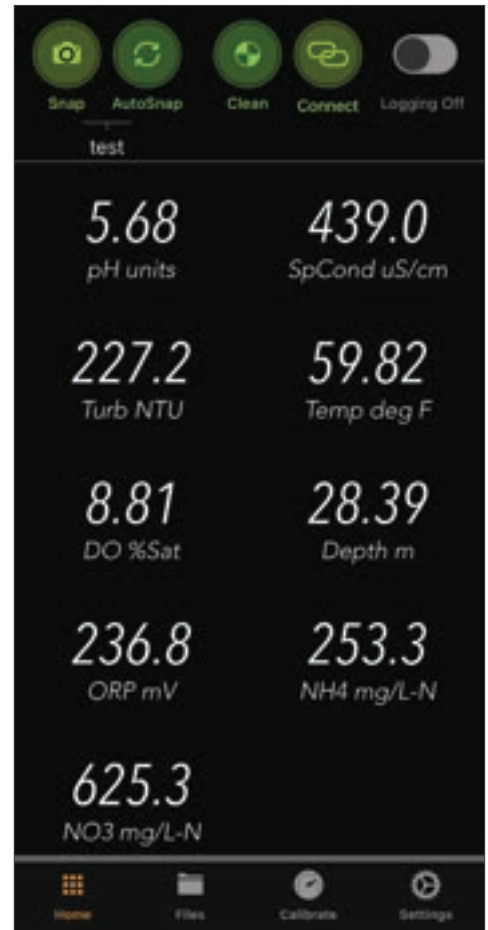 Snap AutoSnap Clean Connect Logging Off
test
5.68 439.0
pH units SpCond uS/cm
227.2 59.82
Turb NTU Temp deg F
8.81 28.39
DO %Sat Depth m
236.8 253.3
ORP mV NH4 mg/L-N
625.3
NO3 mg/L-N
Home Files Calibrate Settings